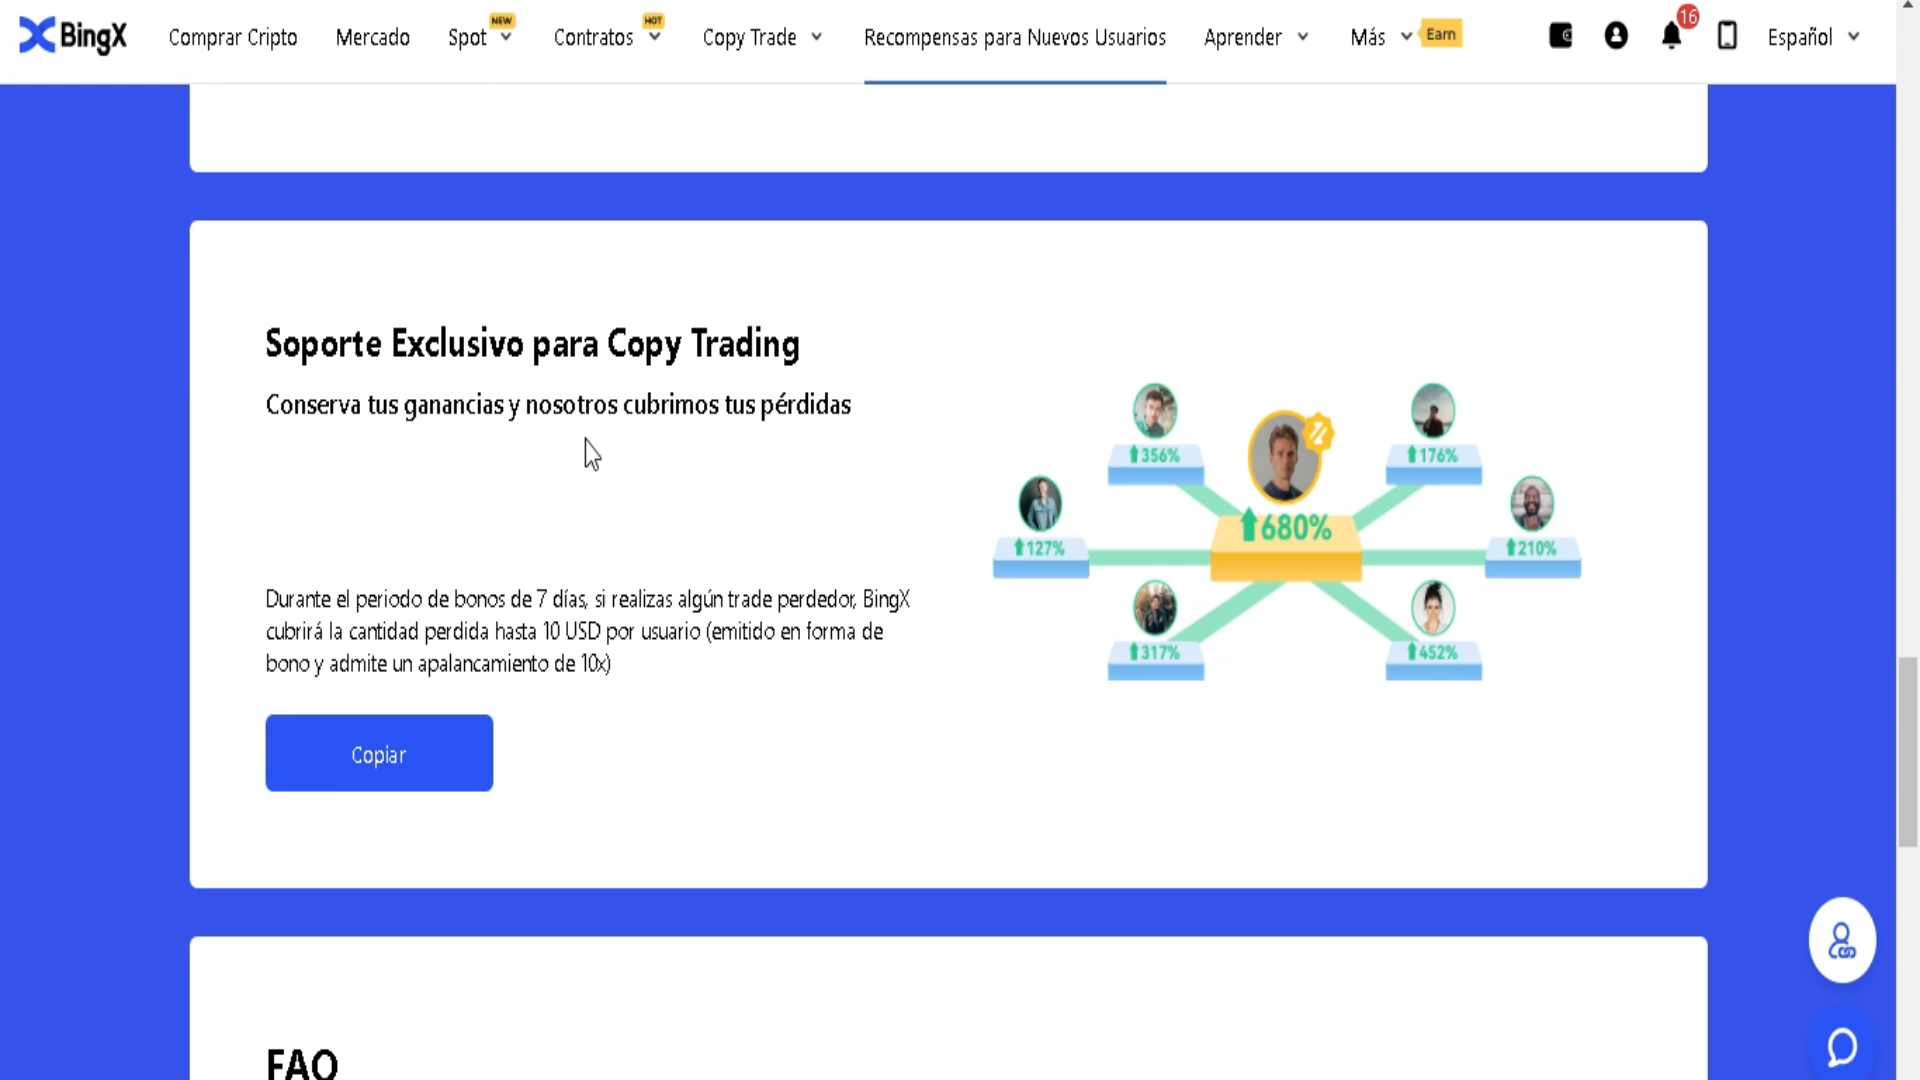 BingX
Comprar Cripto
Mercado
Spot
NEW
Contratos
HOT
Copy Trade
Recompensas para Nuevos Usuarios
Aprender
Más
Earn
16
Español
Soporte Exclusivo para Copy Trading
Conserva tus ganancias y nosotros cubrimos tus pérdidas
Durante el periodo de bonos de 7 días, si realizas algún trade perdedor, BingX
cubrirá la cantidad perdida hasta 10 USD por usuario (emitido en forma de
bono y admite un apalancamiento de 10x)
Copiar
356%
176%
680%
127%
210%
317%
452%
FAQ